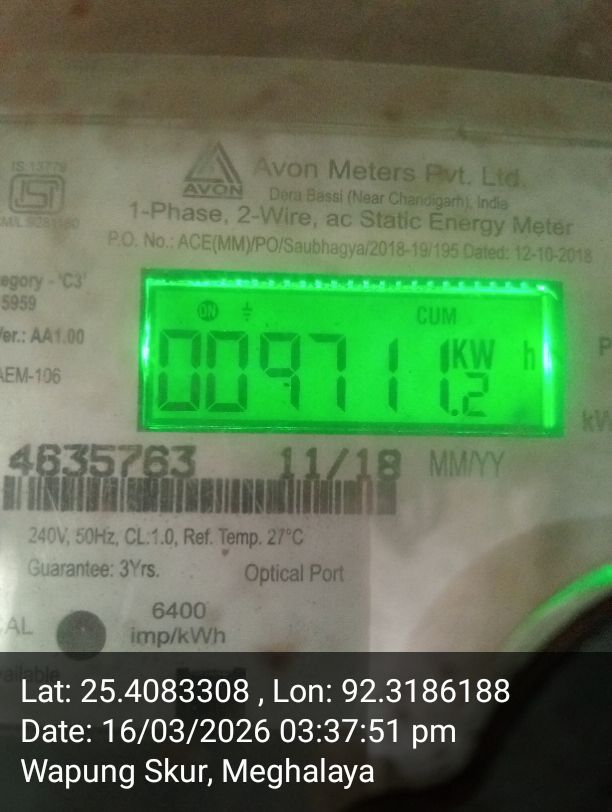 IS:13779
AVON
Avon Meters Pvt. Ltd.
Dera Bassi (Near Chandigarh), India
1-Phase, 2-Wire, ac Static Energy Meter
P.O. No.: ACE(MM)/PO/Saubhagya/2018-19/195 Dated: 12-10-2018
egory - 'C3'
5959
Ver.: AA1.00
AEM-106
ON CUM
0097111.2 KW h
4635763 11/18 MM/YY
240V, 50Hz, CL:1.0, Ref. Temp. 27°C
Guarantee: 3Yrs. Optical Port
CAL 6400
imp/kWh
Lat: 25.4083308 , Lon: 92.3186188
Date: 16/03/2026 03:37:51 pm
Wapung Skur, Meghalaya